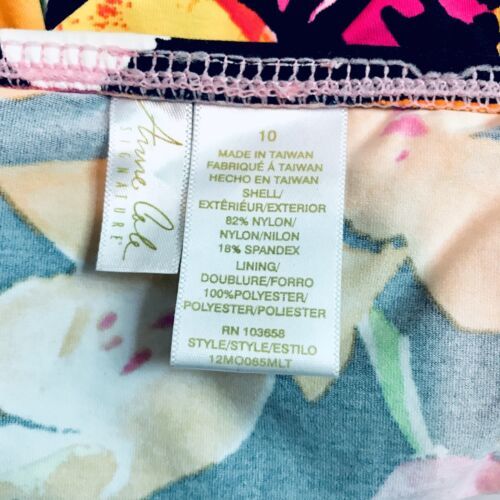 Anne Cole
SIGNATURE®
10
MADE IN TAIWAN
FABRIQUÉ À TAIWAN
HECHO EN TAIWAN
SHELL/
EXTÉRIEUR/EXTERIOR
82% NYLON/
NYLON/NILON
18% SPANDEX
LINING/
DOUBLURE/FORRO
100%POLYESTER/
POLYESTER/POLIESTER
RN 103658
STYLE/STYLE/ESTILO
12MO085MLT